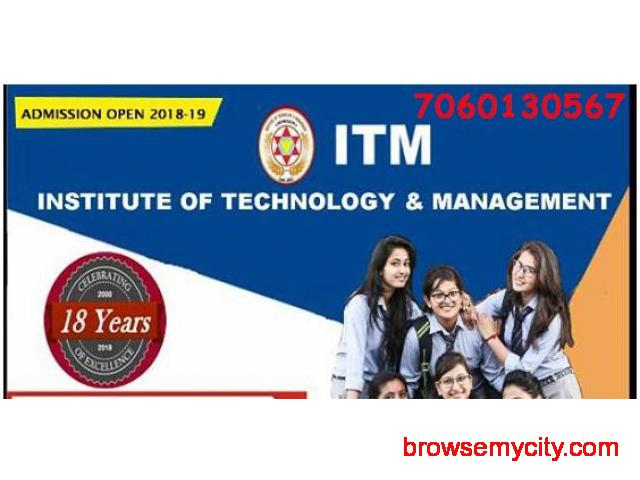 ADMISSION OPEN 2018-19
7060130567
ITM
INSTITUTE OF TECHNOLOGY & MANAGEMENT
CELEBRATING
2000
18 Years
2018
OF EXCELLENCE
browsemycity.com